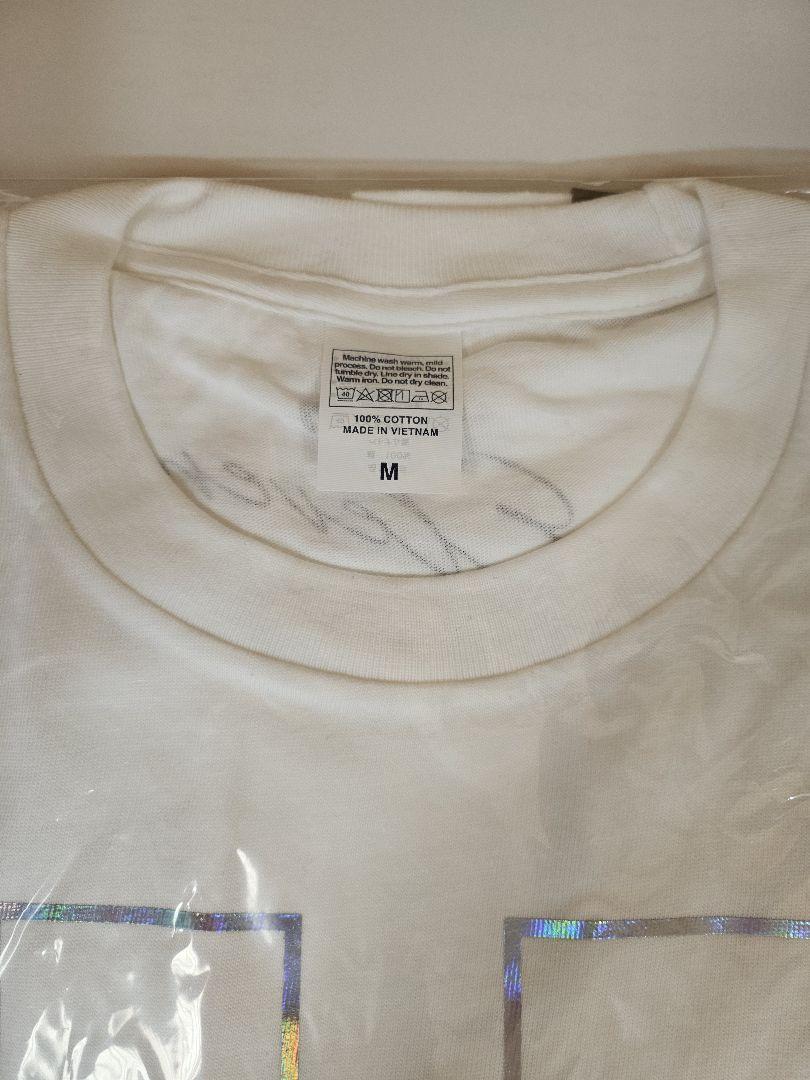 Machine wash warm, mild
process. Do not bleach. Do not
tumble dry. Line dry in shade.
Warm iron. Do not dry clean.
40
100% COTTON
MADE IN VIETNAM
M